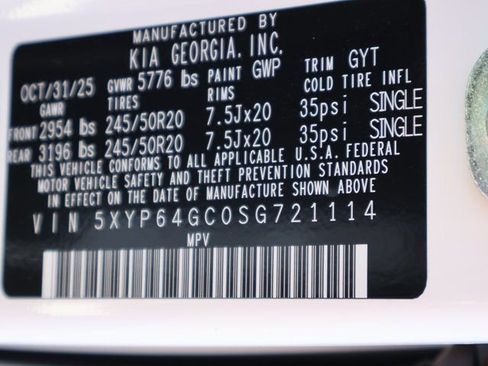 MANUFACTURED BY
KIA GEORGIA, INC.
OCT/31/25 GVWR 5776 lbs PAINT GWP TRIM GYT
GAWR TIRES RIMS COLD TIRE INFL
FRONT 2954 lbs 245/50R20 7.5Jx20 35psi SINGLE
REAR 3196 lbs 245/50R20 7.5Jx20 35psi SINGLE
THIS VEHICLE CONFORMS TO ALL APPLICABLE U.S.A. FEDERAL
MOTOR VEHICLE SAFETY AND THEFT PREVENTION STANDARDS
IN EFFECT ON THE DATE OF MANUFACTURE SHOWN ABOVE.
VIN 5XYP64GC0SG721114
MPV